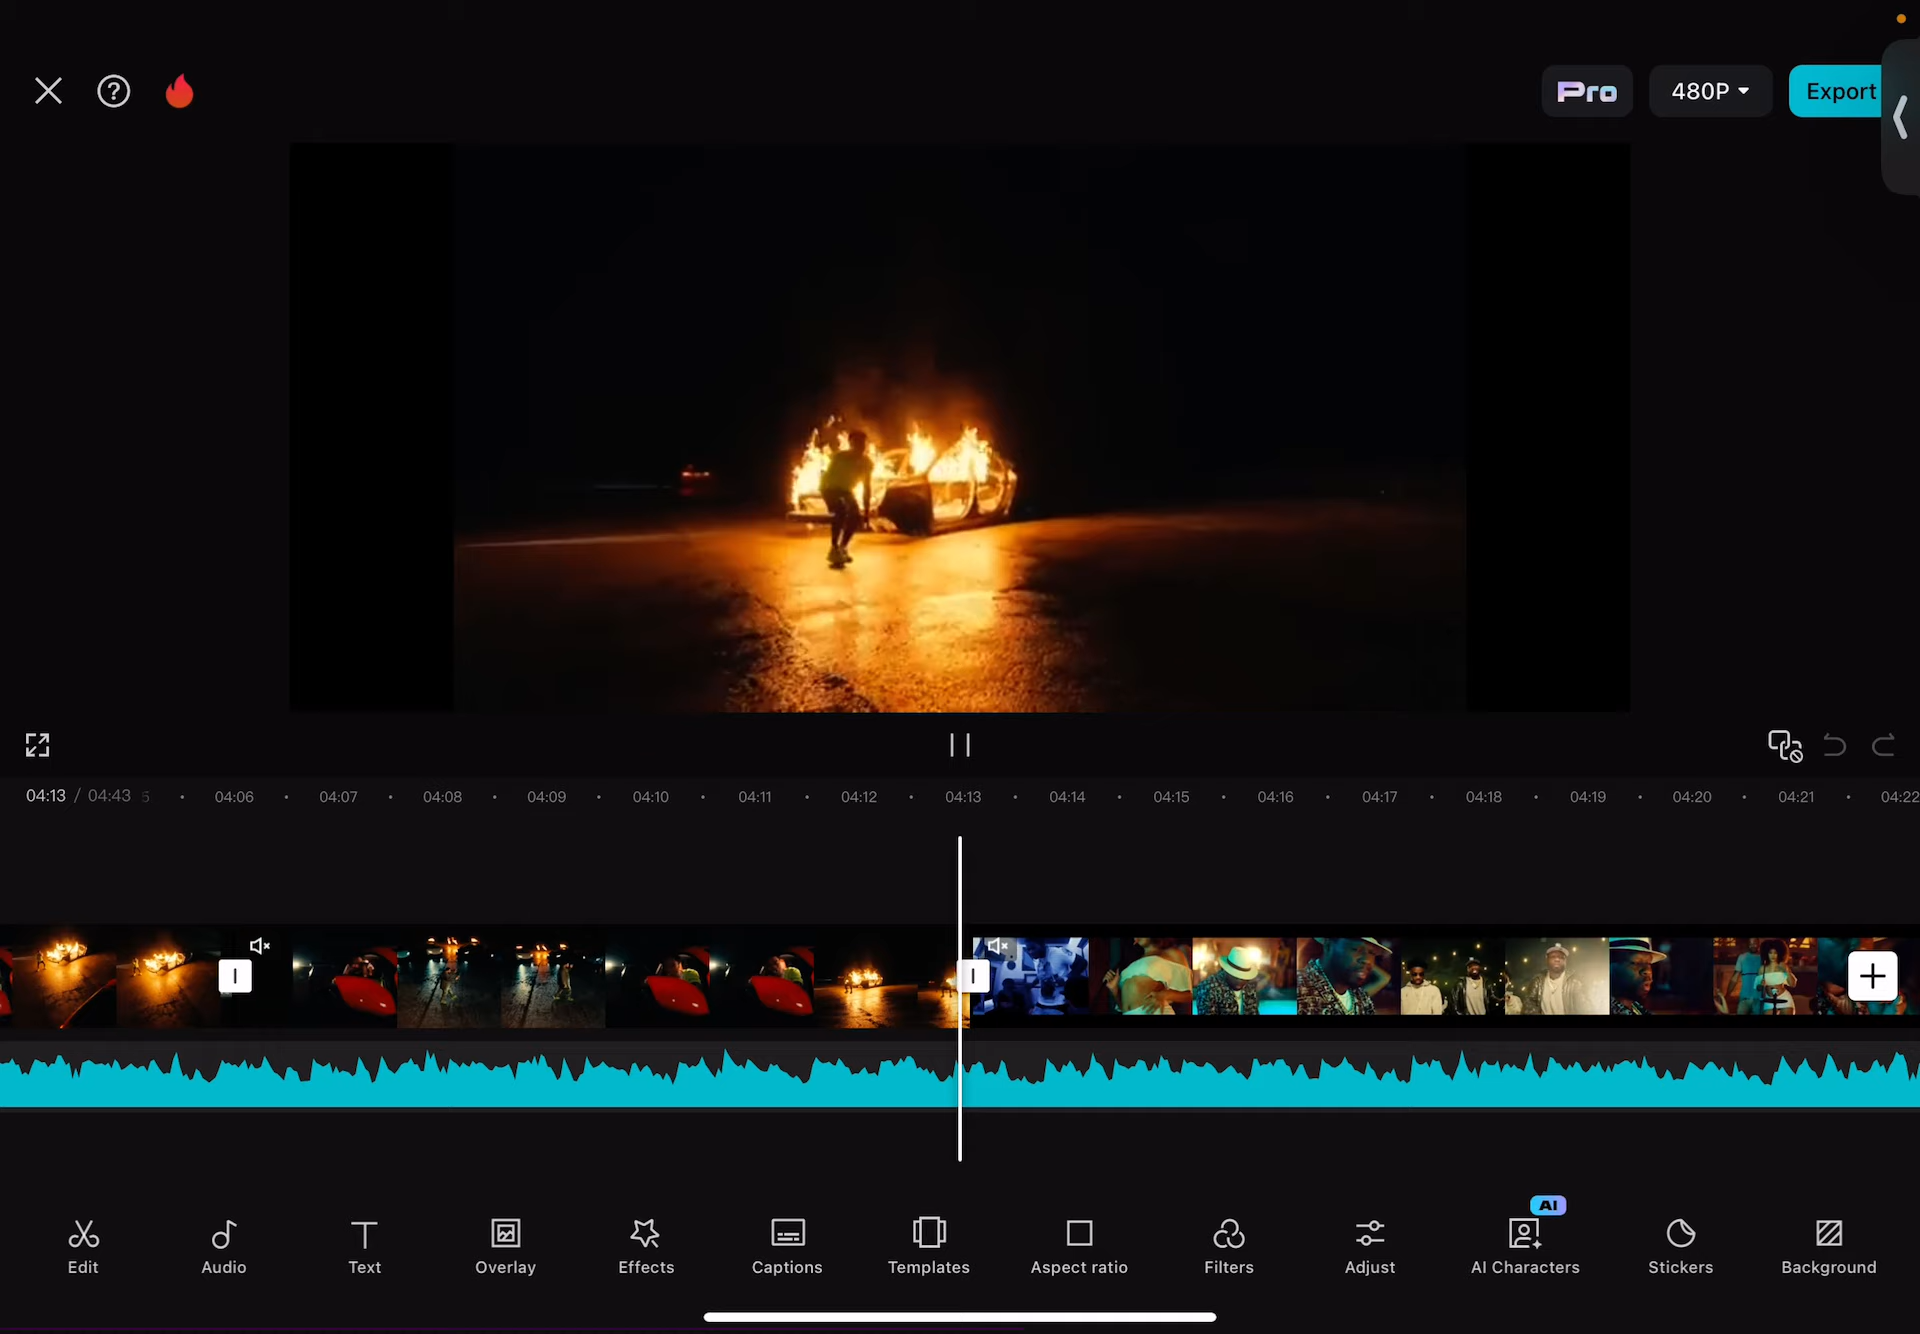 Pro 480P Export
04:13 / 04:43 5 04:06 04:07 04:08 04:09 04:10 04:11 04:12 04:13 04:14 04:15 04:16 04:17 04:18 04:19 04:20 04:21 04:22
AI
Edit Audio Text Overlay Effects Captions Templates Aspect ratio Filters Adjust AI Characters Stickers Background